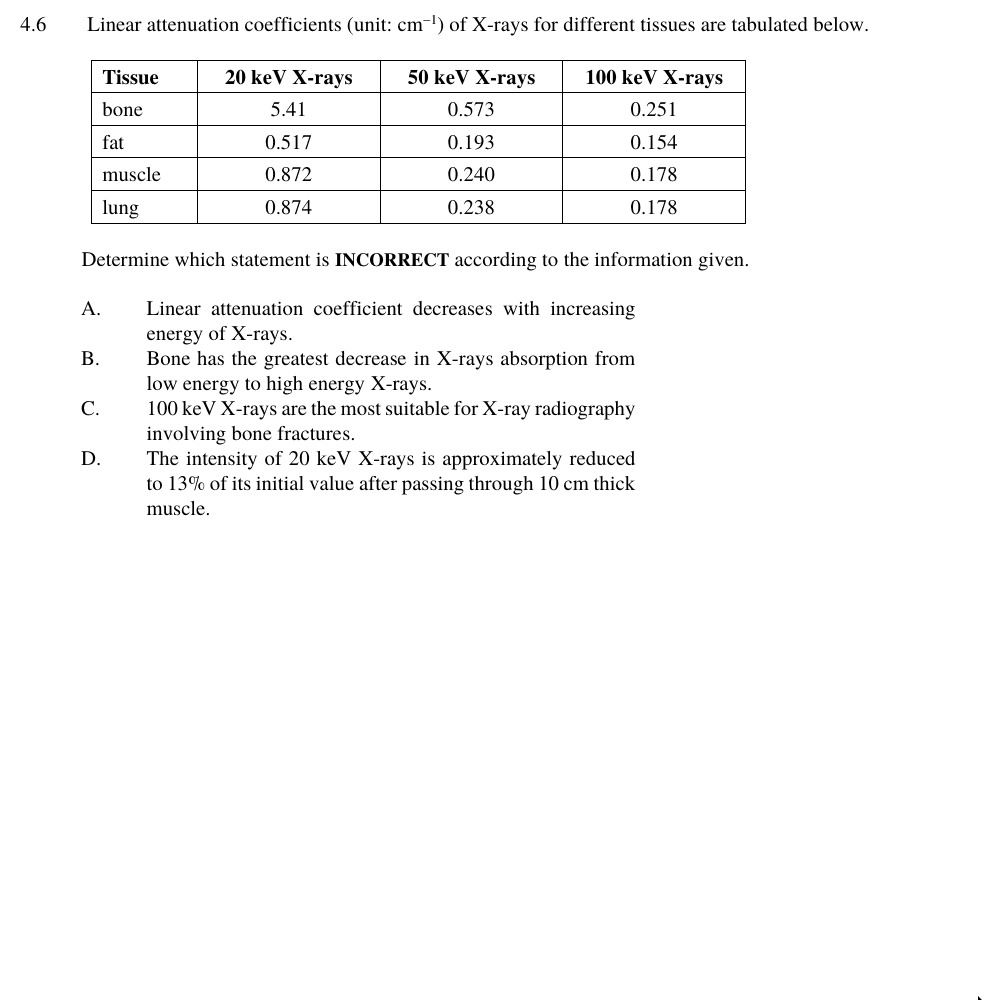 4.6 Linear attenuation coefficients (unit: cm⁻¹) of X-rays for different tissues are tabulated below.
Tissue 20 keV X-rays 50 keV X-rays 100 keV X-rays
bone 5.41 0.573 0.251
fat 0.517 0.193 0.154
muscle 0.872 0.240 0.178
lung 0.874 0.238 0.178
Determine which statement is INCORRECT according to the information given.
A. Linear attenuation coefficient decreases with increasing
energy of X-rays.
B. Bone has the greatest decrease in X-rays absorption from
low energy to high energy X-rays.
C. 100 keV X-rays are the most suitable for X-ray radiography
involving bone fractures.
D. The intensity of 20 keV X-rays is approximately reduced
to 13% of its initial value after passing through 10 cm thick
muscle.